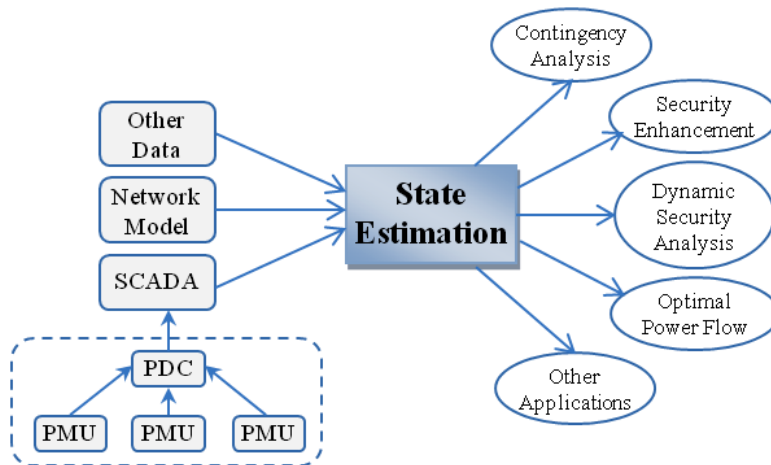 Contingency
Analysis
Other
Data
Security
Enhancement
Network
Model
State
Estimation
Dynamic
Security
Analysis
SCADA
Optimal
Power Flow
PDC
Other
Applications
PMU
PMU
PMU